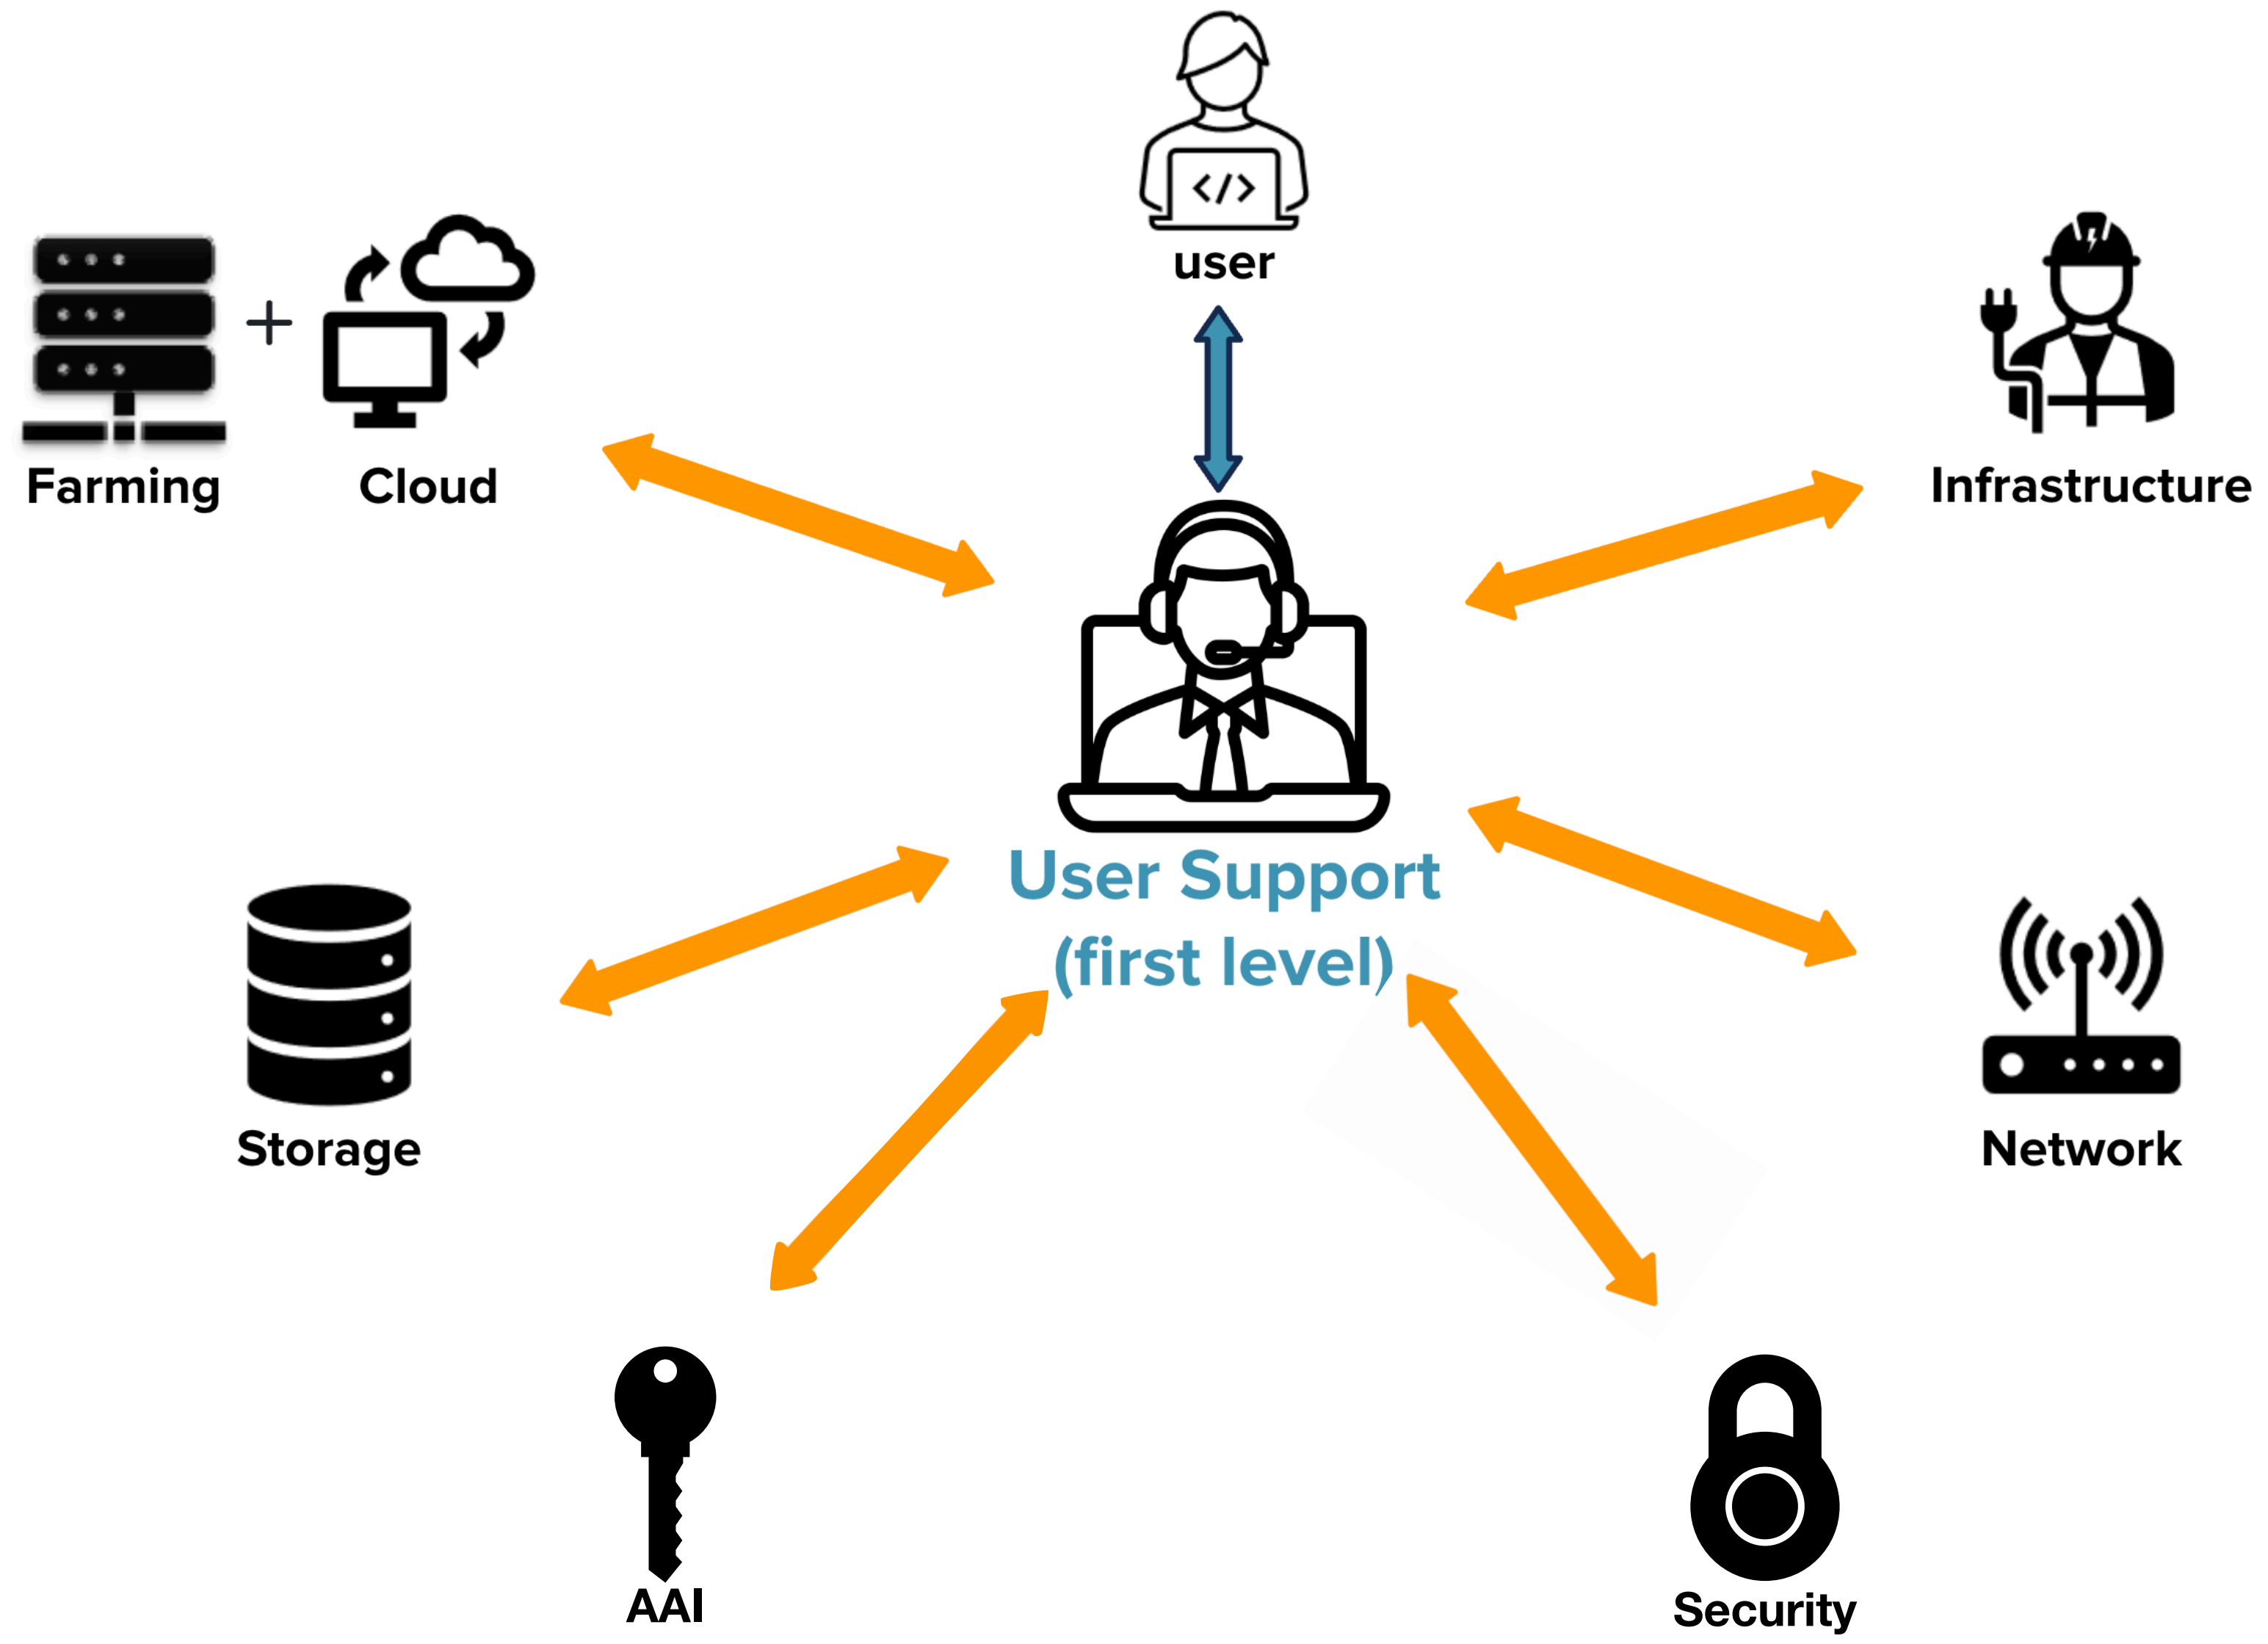 </>
user
Farming
Cloud
Infrastructure
User Support
(first level)
Storage
Network
AAI
Security